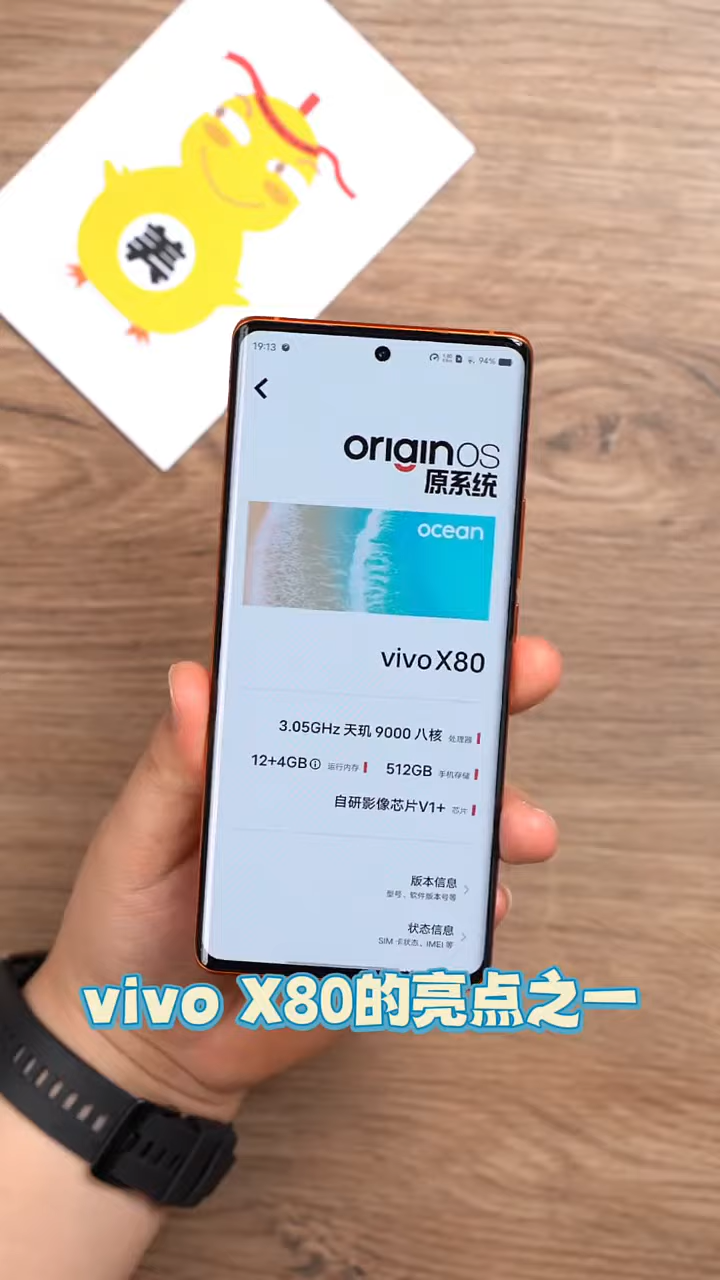 美
19:13
94%
originOS
原系统
ocean
vivo X80
3.05GHz 天玑 9000 八核 处理器
12+4GB 运行内存 512GB 手机存储
自研影像芯片V1+ 芯片
版本信息
型号、软件版本号等
状态信息
SIM 卡状态、IMEI 等
vivo X80的亮点之一